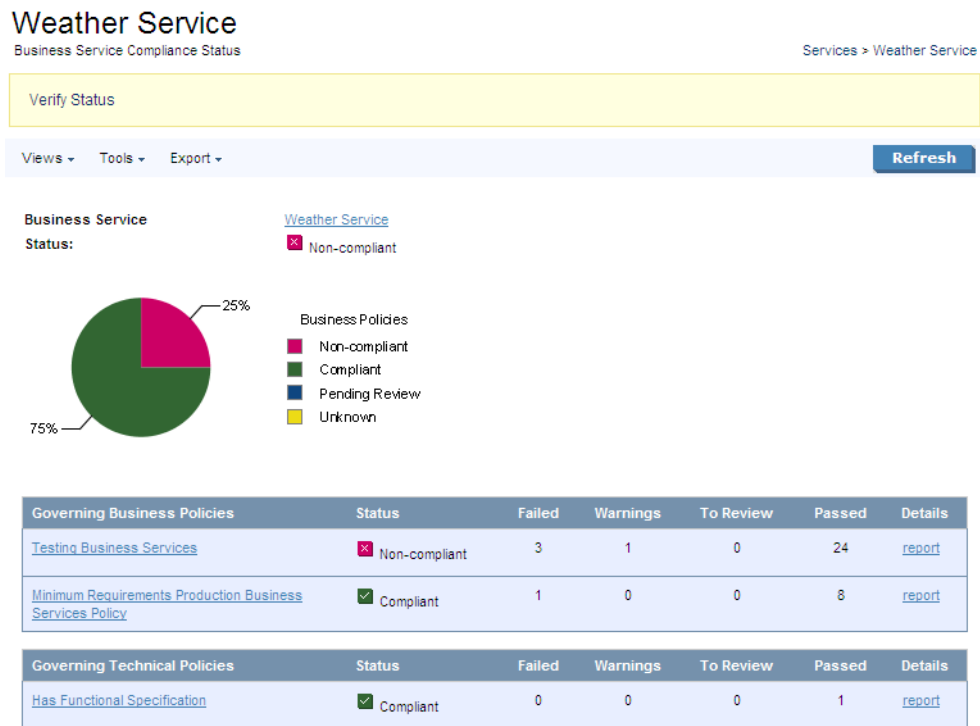 Weather Service
Business Service Compliance Status
Services > Weather Service
Verify Status
Views Tools Export Refresh
Business Service Weather Service
Status: Non-compliant
25%
75%
Business Policies
Non-compliant
Compliant
Pending Review
Unknown
Governing Business Policies Status Failed Warnings To Review Passed Details
Testing Business Services Non-compliant 3 1 0 24 report
Minimum Requirements Production Business Compliant 1 0 0 8 report
Services Policy
Governing Technical Policies Status Failed Warnings To Review Passed Details
Has Functional Specification Compliant 0 0 0 1 report